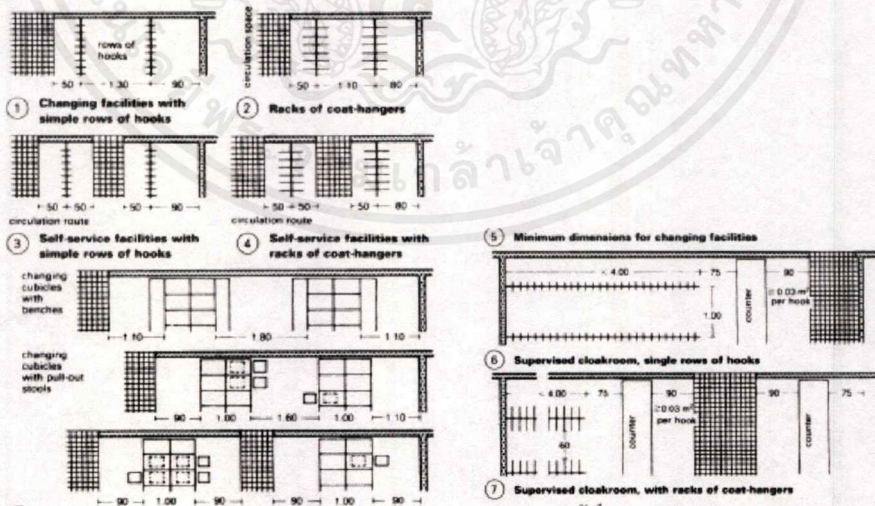 rows of
hooks
50 1.30 90
1 Changing facilities with
simple rows of hooks
circulation space
50 1.10 80
2 Racks of coat-hangers
50 50 50 90
circulation route
3 Self-service facilities with
simple rows of hooks
50 50 50 80
circulation route
4 Self-service facilities with
racks of coat-hangers
changing
cubicles
with
benches
1.10 1.80 1.10
changing
cubicles
with pull-out
stools
90 1.00 1.60 1.00 1.10
90 1.00 90 90 1.00 90
5 Minimum dimensions for changing facilities
< 4.00 75 90
1.00
counter
≥ 0.03 m²
per hook
6 Supervised cloakroom, single rows of hooks
< 4.00 75 90 90 75
60
counter
≥ 0.03 m²
per hook
counter
7 Supervised cloakroom, with racks of coat-hangers